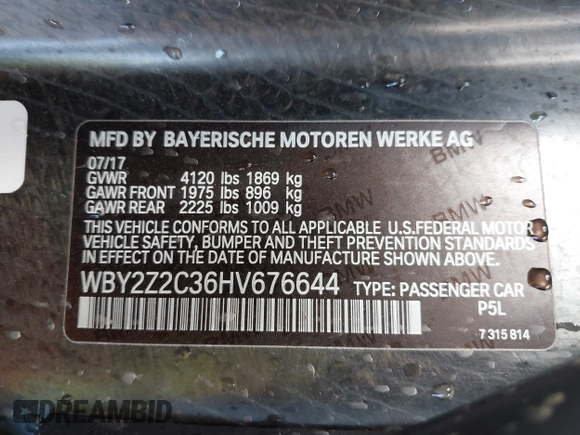 MFD BY BAYERISCHE MOTOREN WERKE AG
07/17
GVWR 4120 lbs 1869 kg
GAWR FRONT 1975 lbs 896 kg
GAWR REAR 2225 lbs 1009 kg
THIS VEHICLE CONFORMS TO ALL APPLICABLE U.S.FEDERAL MOTOR
VEHICLE SAFETY, BUMPER AND THEFT PREVENTION STANDARDS
IN EFFECT ON THE DATE OF MANUFACTURE SHOWN ABOVE.
WBY2Z2C36HV676644 TYPE: PASSENGER CAR
P5L
7 315 814
BMW
BMW
BMW
DREAMBID